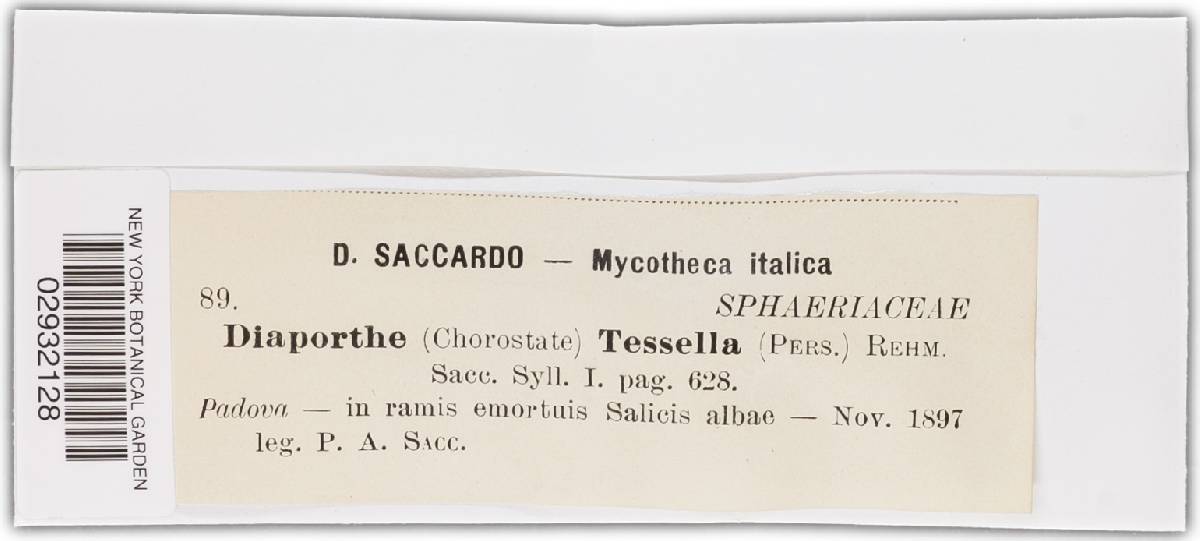 D. SACCARDO — Mycotheca italica
89.
SPHAERIACEAE
Diaporthe (Chorostate) Tessella (PERS.) REHM.
Sacc. Syll. I. pag. 628.
Padova — in ramis emortuis Salicis albae — Nov. 1897
leg. P. A. SACC.
NEW YORK BOTANICAL GARDEN
02932128